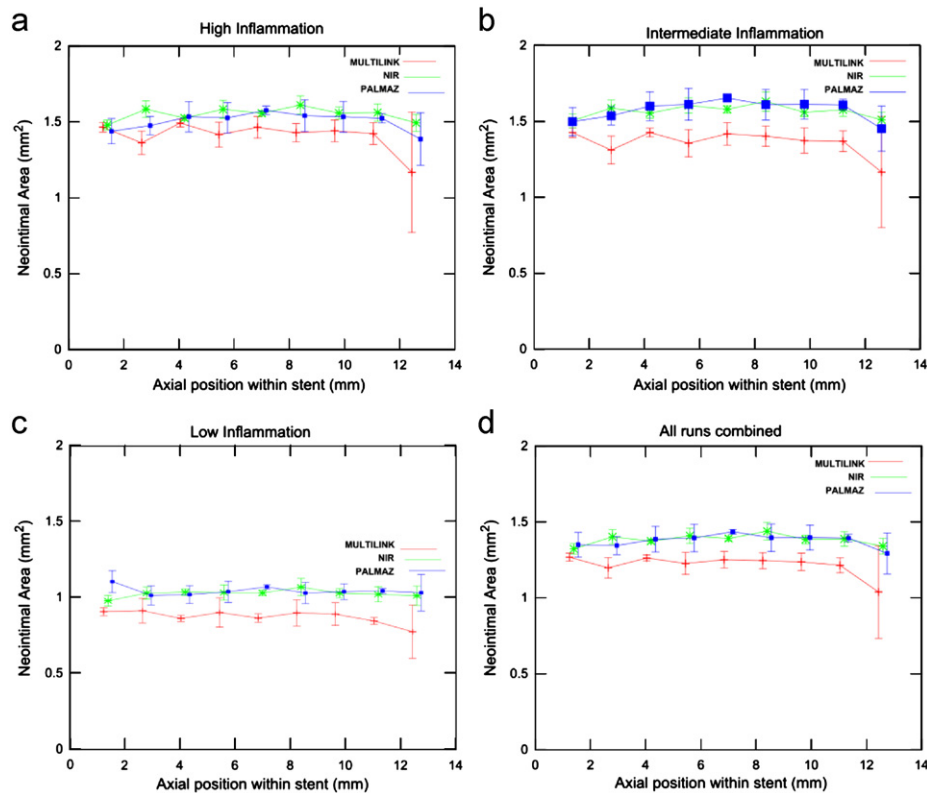 a
High Inflammation
2
1.5
1
0.5
0
Neointimal Area (mm²)
MULTILINK
NIR
PALMAZ
0 2 4 6 8 10 12 14
Axial position within stent (mm)
b
Intermediate Inflammation
2
1.5
1
0.5
0
Neointimal Area (mm²)
MULTILINK
NIR
PALMAZ
0 2 4 6 8 10 12 14
Axial position within stent (mm)
c
Low Inflammation
2
1.5
1
0.5
0
Neointimal Area (mm²)
MULTILINK
NIR
PALMAZ
0 2 4 6 8 10 12 14
Axial position within stent (mm)
d
All runs combined
2
1.5
1
0.5
0
Neointimal Area (mm²)
MULTILINK
NIR
PALMAZ
0 2 4 6 8 10 12 14
Axial position within stent (mm)